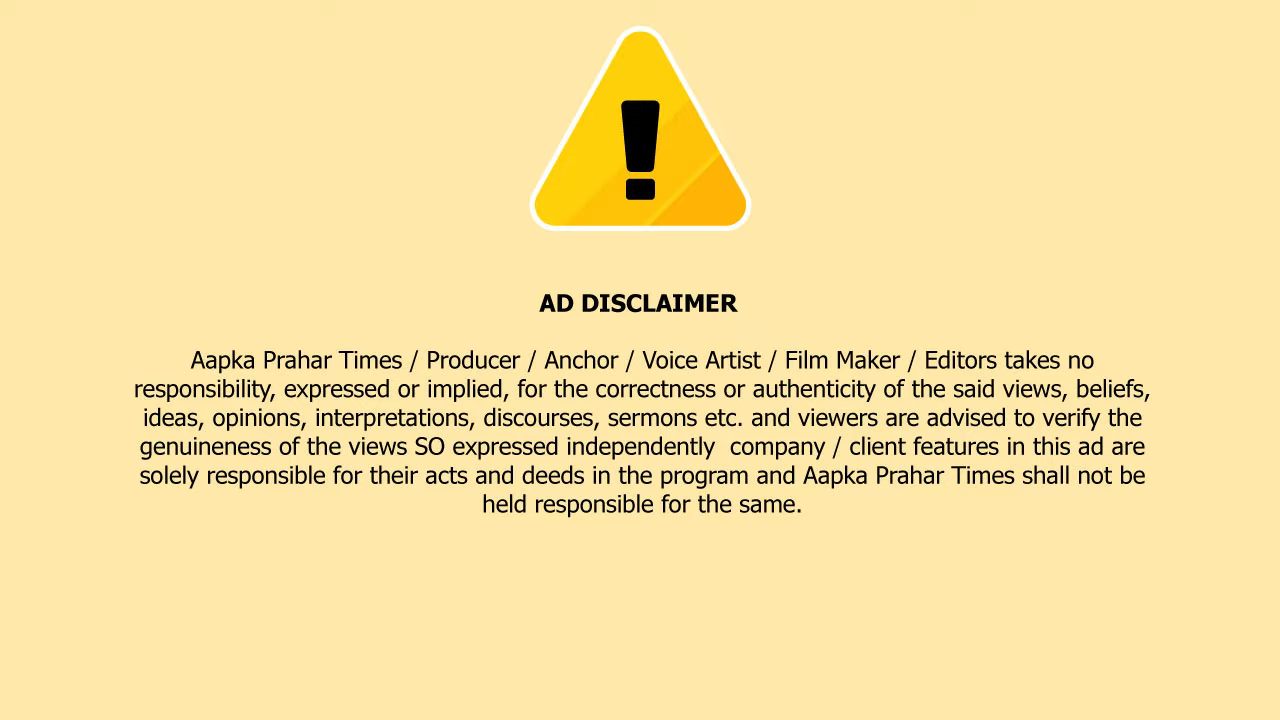 AD DISCLAIMER
Aapka Prahar Times / Producer / Anchor / Voice Artist / Film Maker / Editors takes no
responsibility, expressed or implied, for the correctness or authenticity of the said views, beliefs,
ideas, opinions, interpretations, discourses, sermons etc. and viewers are advised to verify the
genuineness of the views SO expressed independently  company / client features in this ad are
solely responsible for their acts and deeds in the program and Aapka Prahar Times shall not be
held responsible for the same.